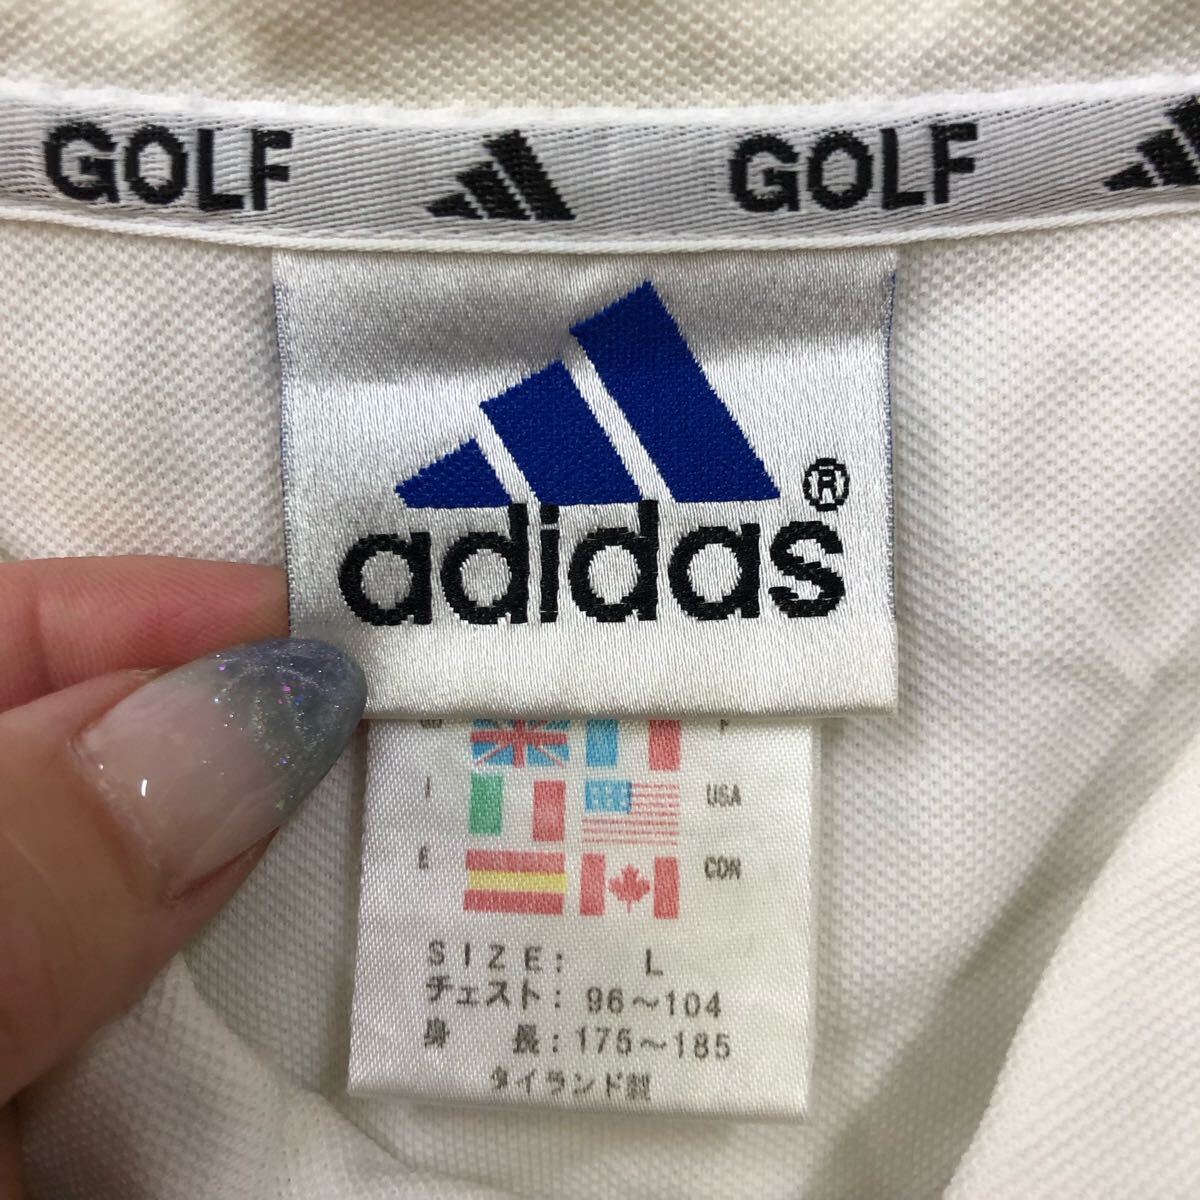 GOLF GOLF
adidas®
F
I USA
E CDN
SIZE: L
チェスト: 96～104
身 長: 175～185
タイランド製